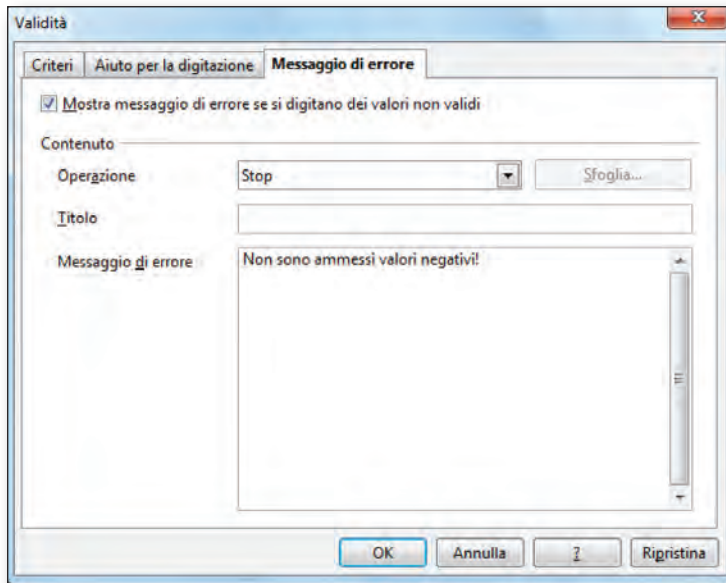 Validità
Criteri Aiuto per la digitazione Messaggio di errore
Mostra messaggio di errore se si digitano dei valori non validi
Contenuto
Operazione Stop Sfoglia...
Titolo
Messaggio di errore Non sono ammessi valori negativi!
OK Annulla ? Ripristina